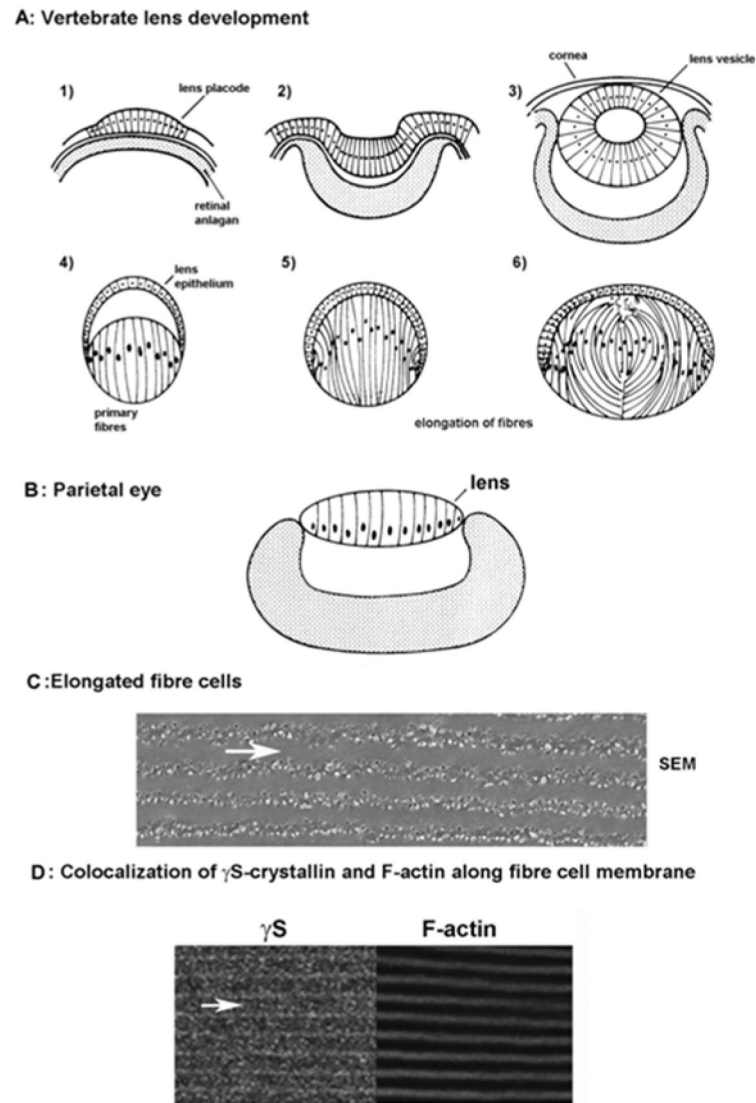 A: Vertebrate lens development
1)
lens placode
retinal
anlagan
2)
3)
cornea
lens vesicle
4)
lens
epithelium
primary
fibres
5)
6)
elongation of fibres
B: Parietal eye
lens
C:Elongated fibre cells
SEM
D: Colocalization of γS-crystallin and F-actin along fibre cell membrane
γS
F-actin